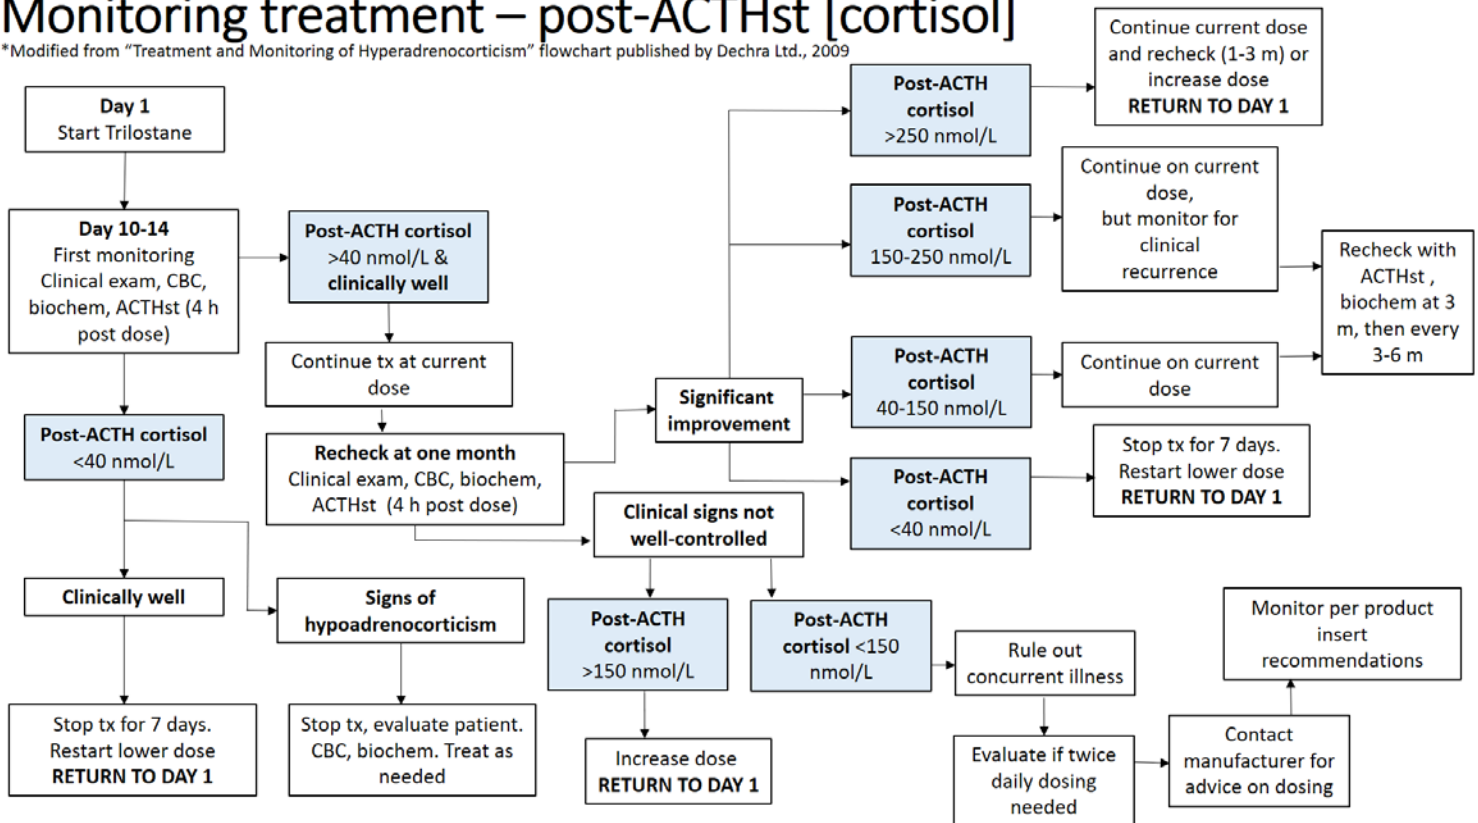 Monitoring treatment – post-ACTHst [cortisol]
*Modified from “Treatment and Monitoring of Hyperadrenocorticism” flowchart published by Dechra Ltd., 2009
Day 1
Start Trilostane
Day 10-14
First monitoring
Clinical exam, CBC,
biochem, ACTHst (4 h
post dose)
Post-ACTH cortisol
>40 nmol/L &
clinically well
Continue tx at current
dose
Recheck at one month
Clinical exam, CBC, biochem,
ACTHst (4 h post dose)
Post-ACTH cortisol
<40 nmol/L
Clinically well
Stop tx for 7 days.
Restart lower dose
RETURN TO DAY 1
Signs of
hypoadrenocorticism
Stop tx, evaluate patient.
CBC, biochem. Treat as
needed
Significant
improvement
Post-ACTH
cortisol
>250 nmol/L
Continue current dose
and recheck (1-3 m) or
increase dose
RETURN TO DAY 1
Post-ACTH
cortisol
150-250 nmol/L
Continue on current
dose,
but monitor for
clinical
recurrence
Post-ACTH
cortisol
40-150 nmol/L
Continue on current
dose
Recheck with
ACTHst ,
biochem at 3
m, then every
3-6 m
Post-ACTH
cortisol
<40 nmol/L
Stop tx for 7 days.
Restart lower dose
RETURN TO DAY 1
Clinical signs not
well-controlled
Post-ACTH
cortisol
>150 nmol/L
Increase dose
RETURN TO DAY 1
Post-ACTH
cortisol <150
nmol/L
Rule out
concurrent illness
Evaluate if twice
daily dosing
needed
Contact
manufacturer for
advice on dosing
Monitor per product
insert
recommendations